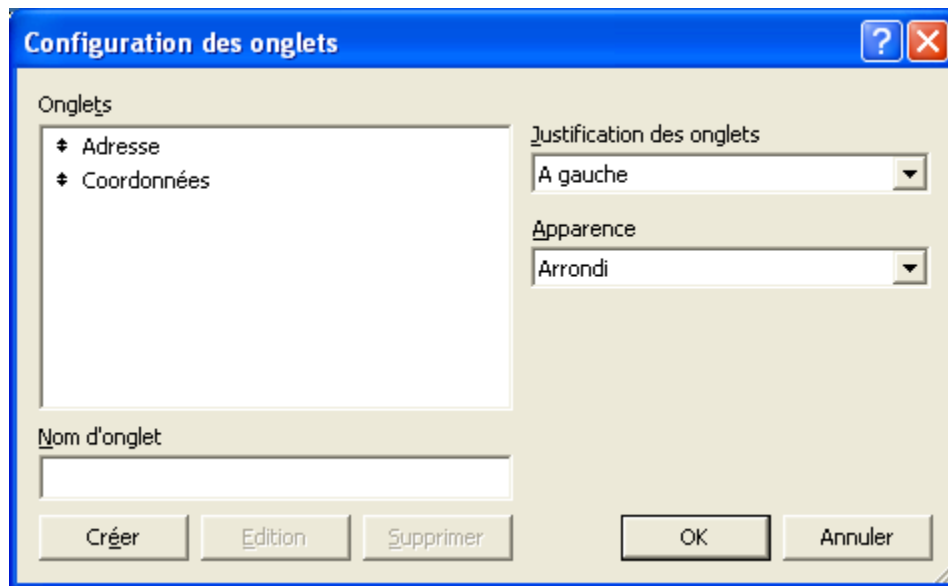 Configuration des onglets
Onglets
Adresse
Coordonnées
Justification des onglets
A gauche
Apparence
Arrondi
Nom d'onglet
Créer
Edition
Supprimer
OK
Annuler